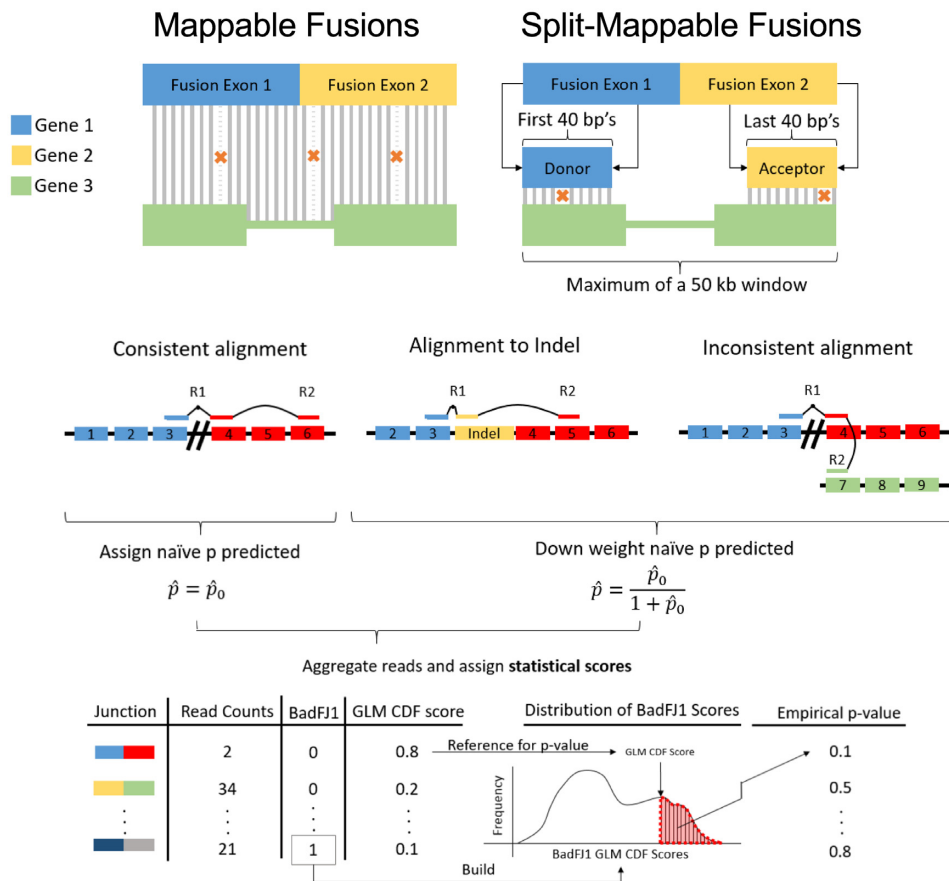 Mappable Fusions
Split-Mappable Fusions
Fusion Exon 1
Fusion Exon 2
Fusion Exon 1
Fusion Exon 2
Gene 1
Gene 2
Gene 3
First 40 bp's
Last 40 bp's
Donor
Acceptor
Maximum of a 50 kb window
Consistent alignment
Alignment to Indel
Inconsistent alignment
R1
R2
R1
R2
R1
1
2
3
4
5
6
2
3
Indel
4
5
6
1
2
3
4
5
6
R2
7
8
9
Assign naïve p predicted
p̂ = p̂₀
Down weight naïve p predicted
p̂ = p̂₀ / (1 + p̂₀)
Aggregate reads and assign statistical scores
Junction
Read Counts
BadFJ1
GLM CDF score
Distribution of BadFJ1 Scores
Empirical p-value
2
0
0.8
Reference for p-value
GLM CDF Score
0.1
34
0
0.2
Frequency
0.5
21
1
0.1
BadFJ1 GLM CDF Scores
0.8
Build